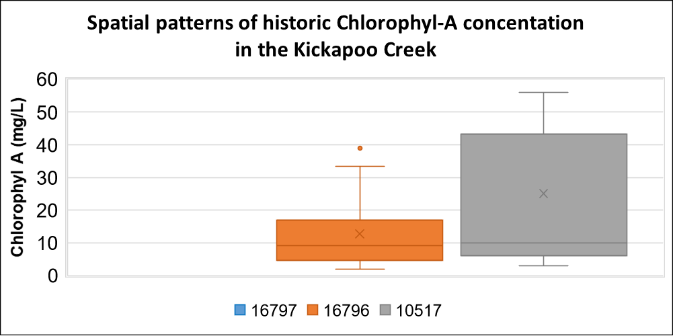 Spatial patterns of historic Chlorophyl-A concentation
in the Kickapoo Creek
Chlorophyl A (mg/L)
60
50
40
30
20
10
0
16797 16796 10517